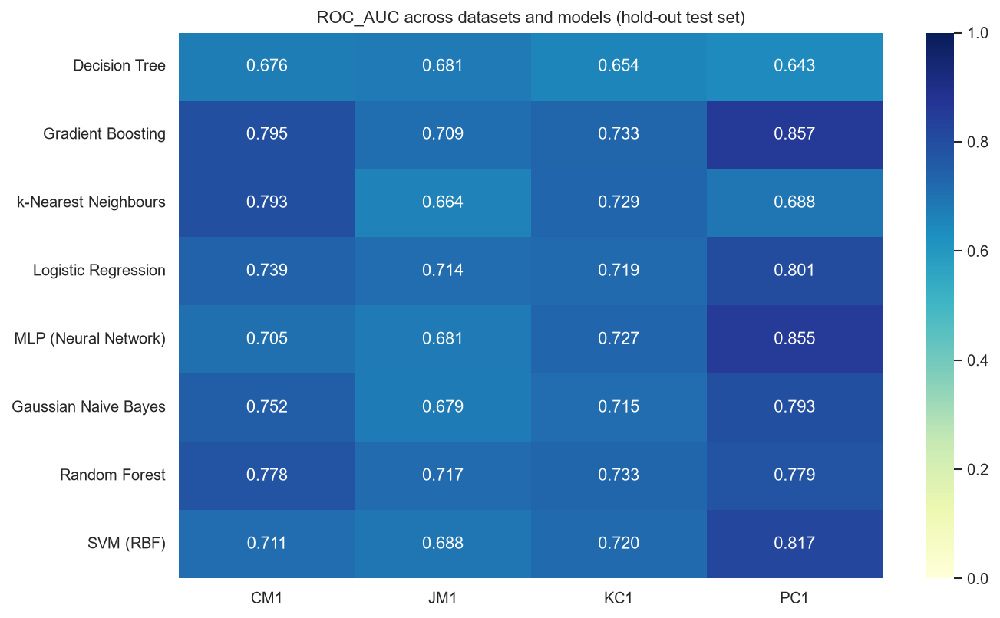 ROC_AUC across datasets and models (hold-out test set)
Decision Tree 0.676 0.681 0.654 0.643
Gradient Boosting 0.795 0.709 0.733 0.857
k-Nearest Neighbours 0.793 0.664 0.729 0.688
Logistic Regression 0.739 0.714 0.719 0.801
MLP (Neural Network) 0.705 0.681 0.727 0.855
Gaussian Naive Bayes 0.752 0.679 0.715 0.793
Random Forest 0.778 0.717 0.733 0.779
SVM (RBF) 0.711 0.688 0.720 0.817
CM1 JM1 KC1 PC1
1.0
0.8
0.6
0.4
0.2
0.0